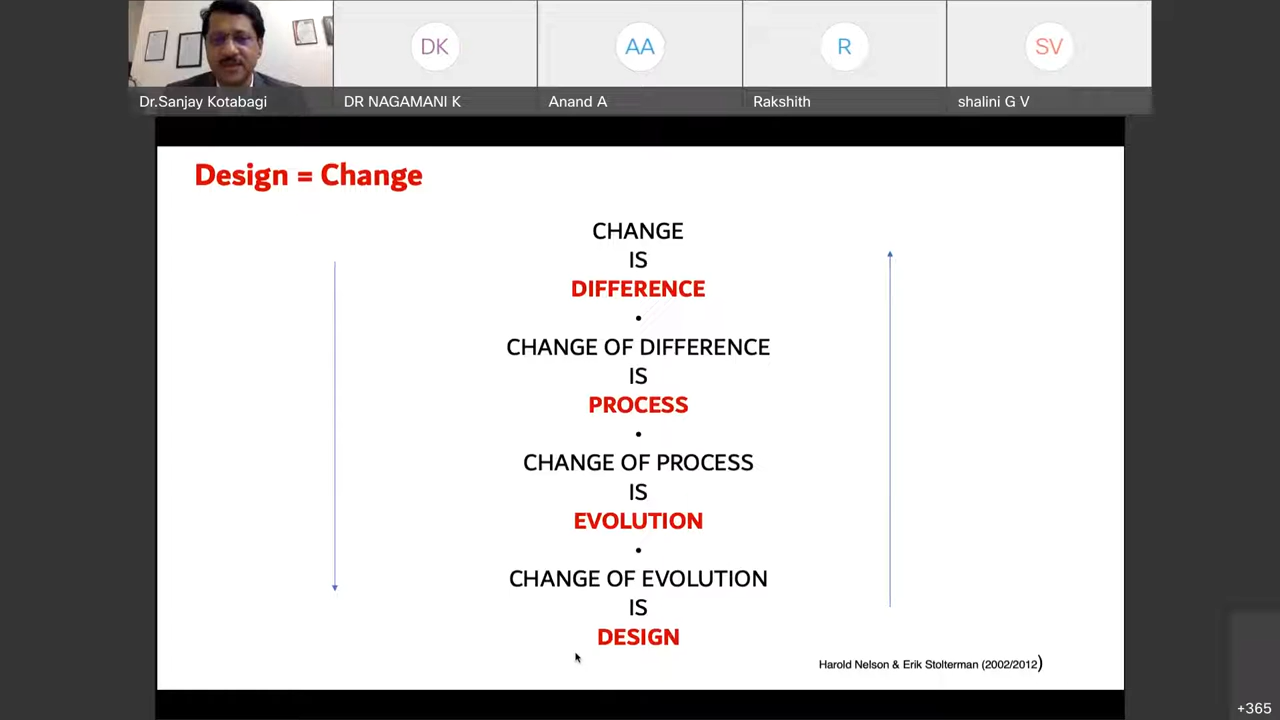 DK
AA
R
SV
Dr.Sanjay Kotabagi
DR NAGAMANI K
Anand A
Rakshith
shalini G V
Design = Change
CHANGE
IS
DIFFERENCE
•
CHANGE OF DIFFERENCE
IS
PROCESS
•
CHANGE OF PROCESS
IS
EVOLUTION
•
CHANGE OF EVOLUTION
IS
DESIGN
Harold Nelson & Erik Stolterman (2002/2012)
+365